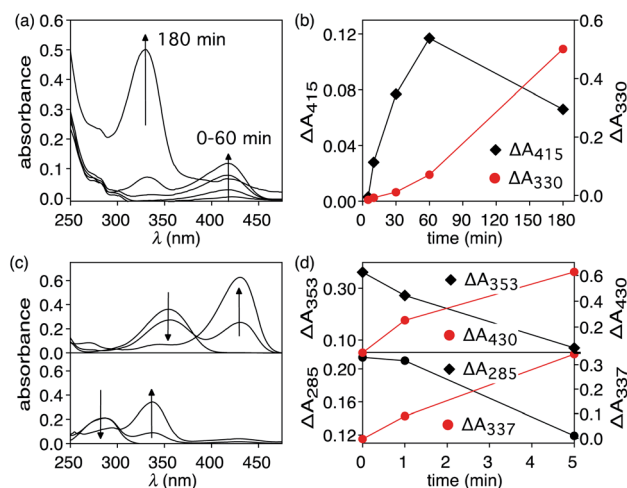 (a)
180 min
0-60 min
absorbance
0.6
0.5
0.4
0.3
0.2
0.1
0.0
250 300 350 400 450
λ (nm)
(b)
ΔA415
0.12
0.08
0.04
0.00
ΔA330
0.6
0.4
0.2
0.0
ΔA415
ΔA330
0 30 60 90 120 150 180
time (min)
(c)
absorbance
0.6
0.4
0.2
0.0
0.6
0.4
0.2
0.0
250 300 350 400 450
λ (nm)
(d)
ΔA353
0.30
0.10
ΔA430
0.6
0.4
0.2
0.0
ΔA353
ΔA430
ΔA285
0.20
0.16
0.12
ΔA337
0.3
0.2
0.1
0.0
ΔA285
ΔA337
0 1 2 3 4 5
time (min)